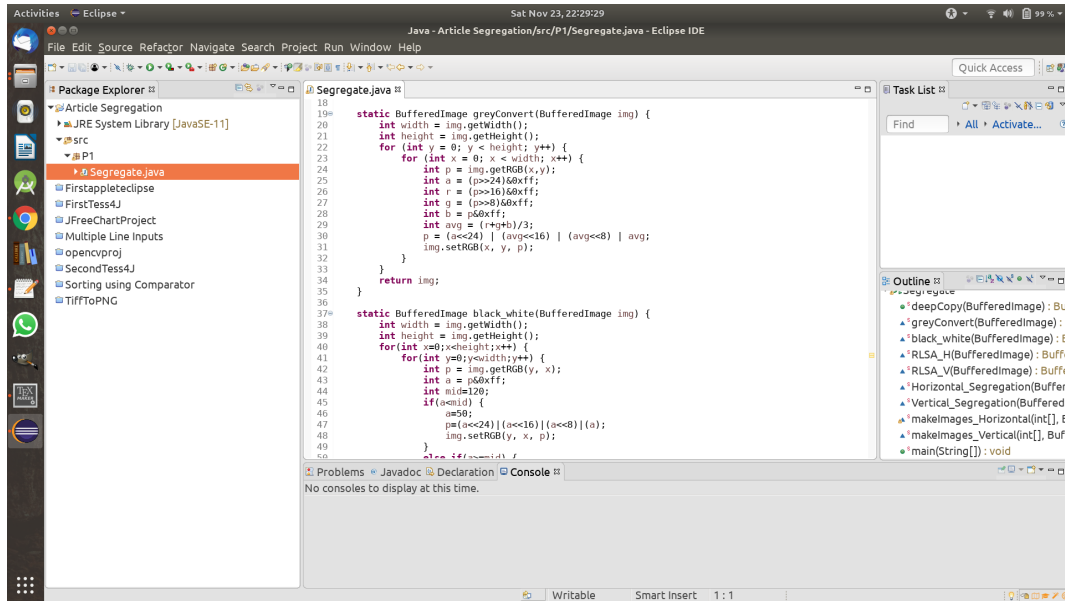 Activities
Eclipse
Sat Nov 23, 22:29:29
99 %
Java - Article Segregation/src/P1/Segregate.java - Eclipse IDE
File Edit Source Refactor Navigate Search Project Run Window Help
Quick Access
Package Explorer
Article Segregation
JRE System Library [JavaSE-11]
src
P1
Segregate.java
Firstappleteclipse
FirstTess4J
JFreeChartProject
Multiple Line Inputs
opencvproj
SecondTess4J
Sorting using Comparator
TiffToPNG
Segregate.java
18
19 static BufferedImage greyConvert(BufferedImage img) {
20 int width = img.getWidth();
21 int height = img.getHeight();
22 for (int y = 0; y < height; y++) {
23 for (int x = 0; x < width; x++) {
24 int p = img.getRGB(x,y);
25 int a = (p>>24)&0xff;
26 int r = (p>>16)&0xff;
27 int g = (p>>8)&0xff;
28 int b = p&0xff;
29 int avg = (r+g+b)/3;
30 p = (a<<24) | (avg<<16) | (avg<<8) | avg;
31 img.setRGB(x, y, p);
32 }
33 }
34 return img;
35 }
36
37 static BufferedImage black_white(BufferedImage img) {
38 int width = img.getWidth();
39 int height = img.getHeight();
40 for(int x=0;x<height;x++) {
41 for(int y=0;y<width;y++) {
42 int p = img.getRGB(y, x);
43 int a = p&0xff;
44 int mid=120;
45 if(a<mid) {
46 a=50;
47 p=(a<<24)|(a<<16)|(a<<8)|(a);
48 img.setRGB(y, x, p);
49 }
50 else if(a>=mid) {
Task List
Find
All
Activate...
Outline
Segregate
deepCopy(BufferedImage) : Bu
greyConvert(BufferedImage) :
black_white(BufferedImage) : B
RLSA_H(BufferedImage) : Buff
RLSA_V(BufferedImage) : Buffe
Horizontal_Segregation(Buffer
Vertical_Segregation(Buffered
makeImages_Horizontal(int[], B
makeImages_Vertical(int[], Buf
main(String[]) : void
Problems Javadoc Declaration Console
No consoles to display at this time.
TEX
MAKER
Writable
Smart Insert
1 : 1